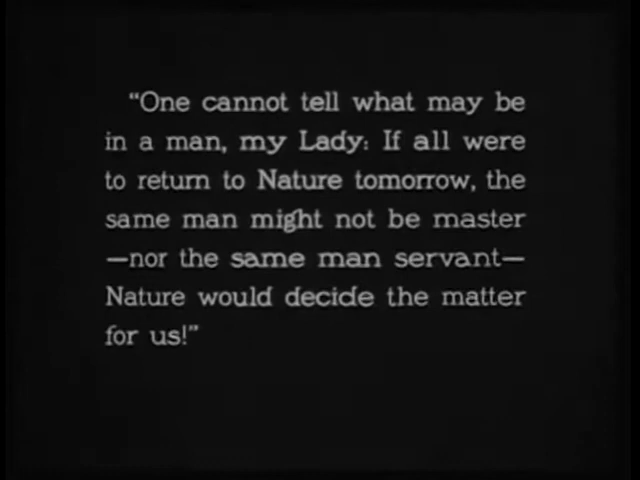 “One cannot tell what may be
in a man, my Lady: If all were
to return to Nature tomorrow, the
same man might not be master
—nor the same man servant—
Nature would decide the matter
for us!”